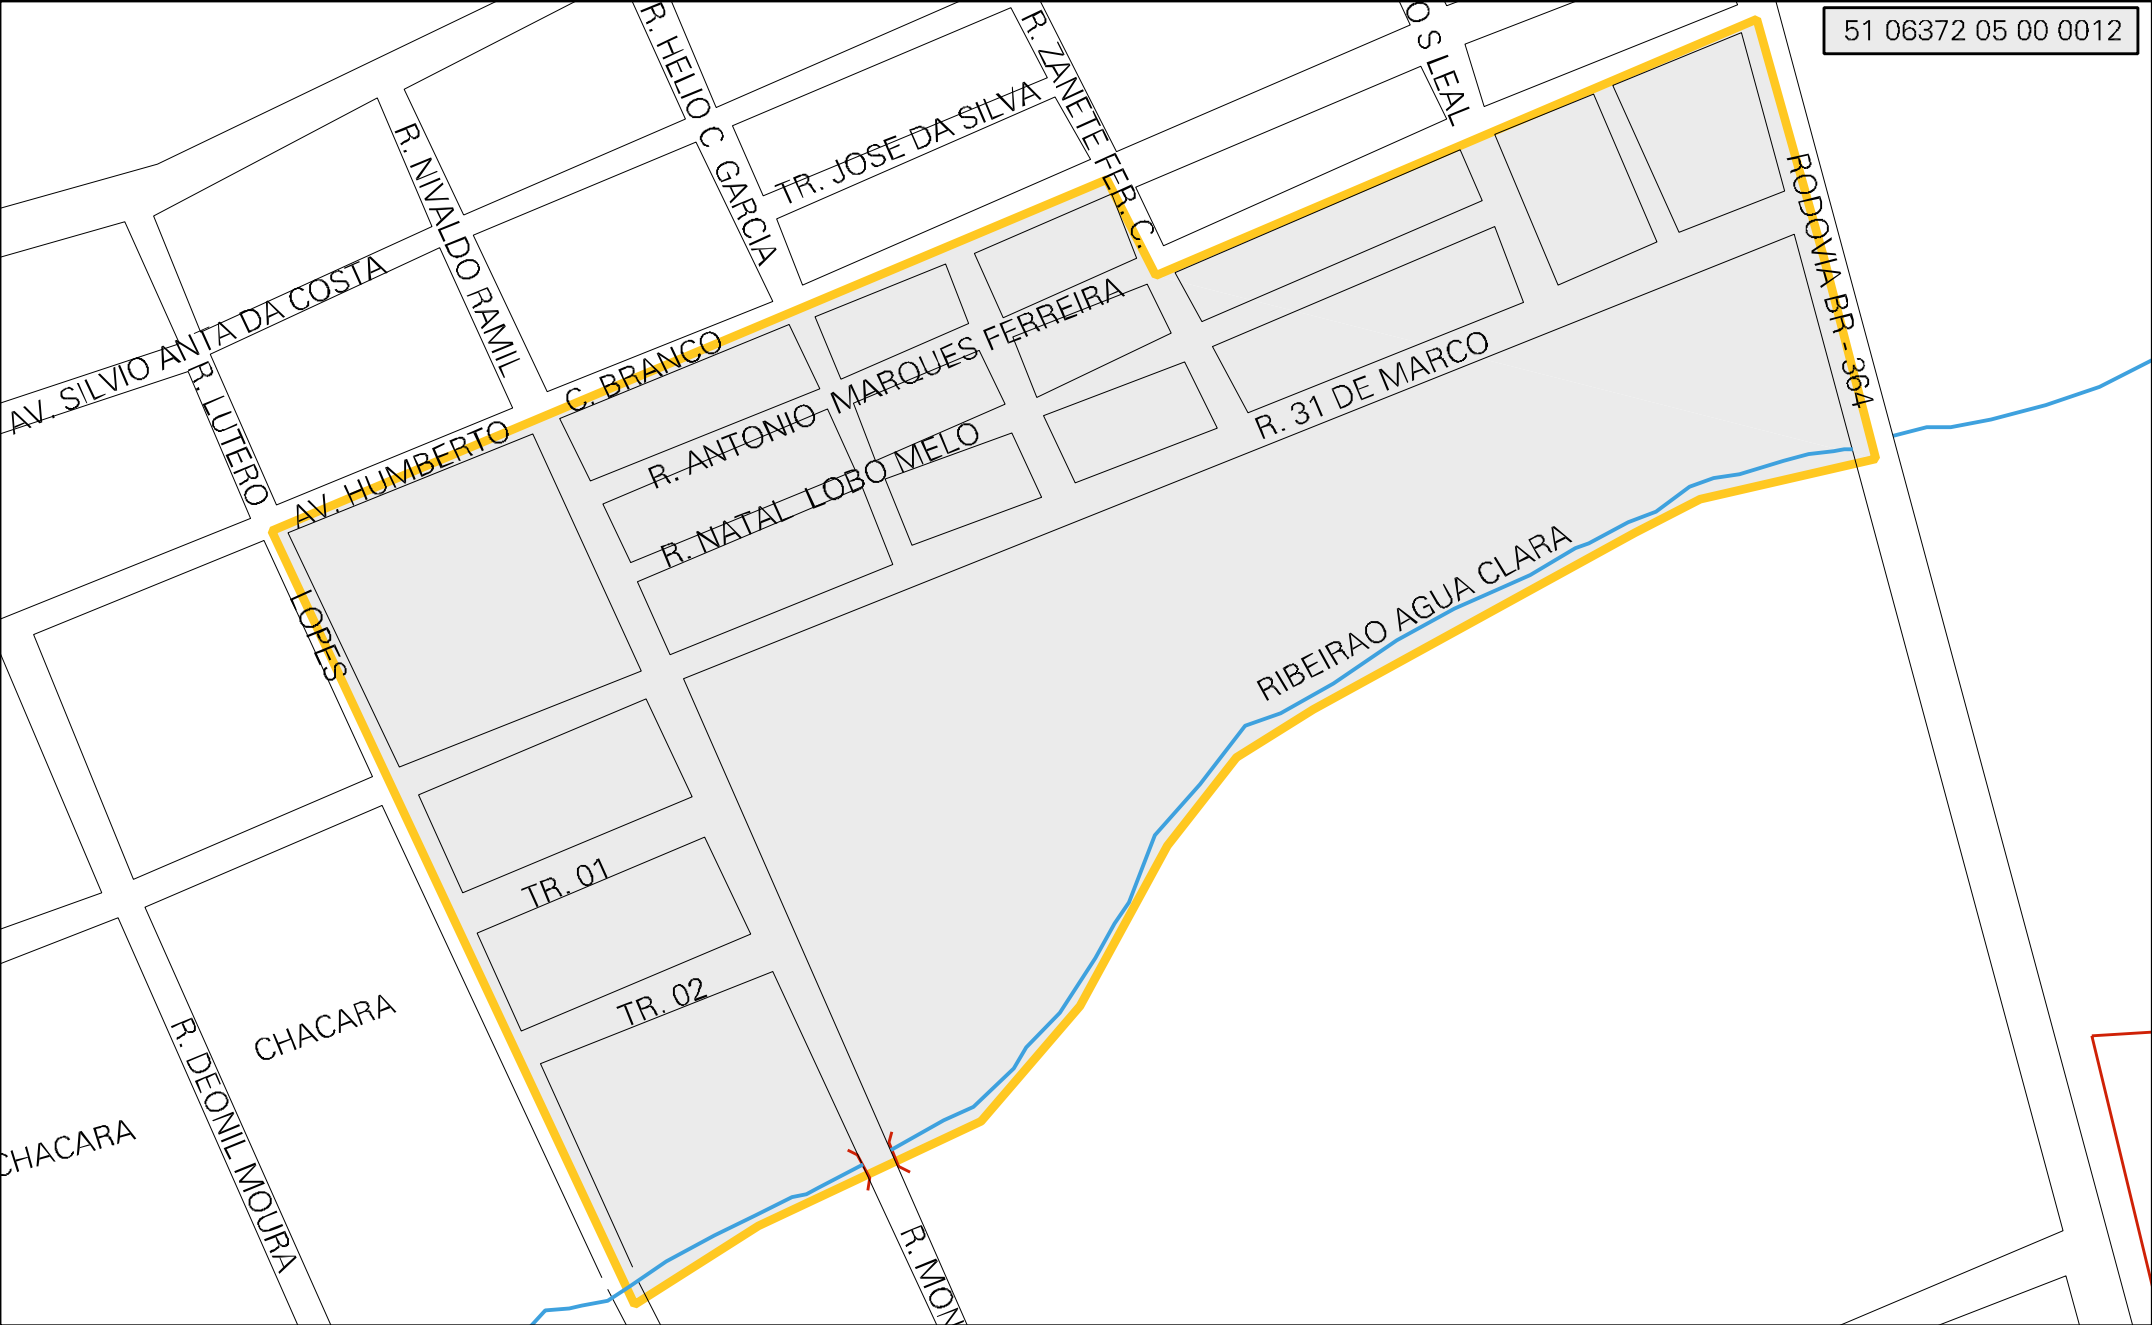 51 06372 05 00 0012
R. HELIO C GARCIA
R. ZANETE FER. C.
O S LEAL
TR. JOSE DA SILVA
R. NIVALDO RAMIL
RODOVIA BR - 364
AV. SILVIO ANTA DA COSTA
R. LUTERO
LOPES
AV. HUMBERTO
C. BRANCO
R. ANTONIO MARQUES FERREIRA
R. NATAL LOBO MELO
R. 31 DE MARCO
RIBEIRAO AGUA CLARA
TR. 01
TR. 02
CHACARA
CHACARA
R. DEONIL MOURA
R. MON